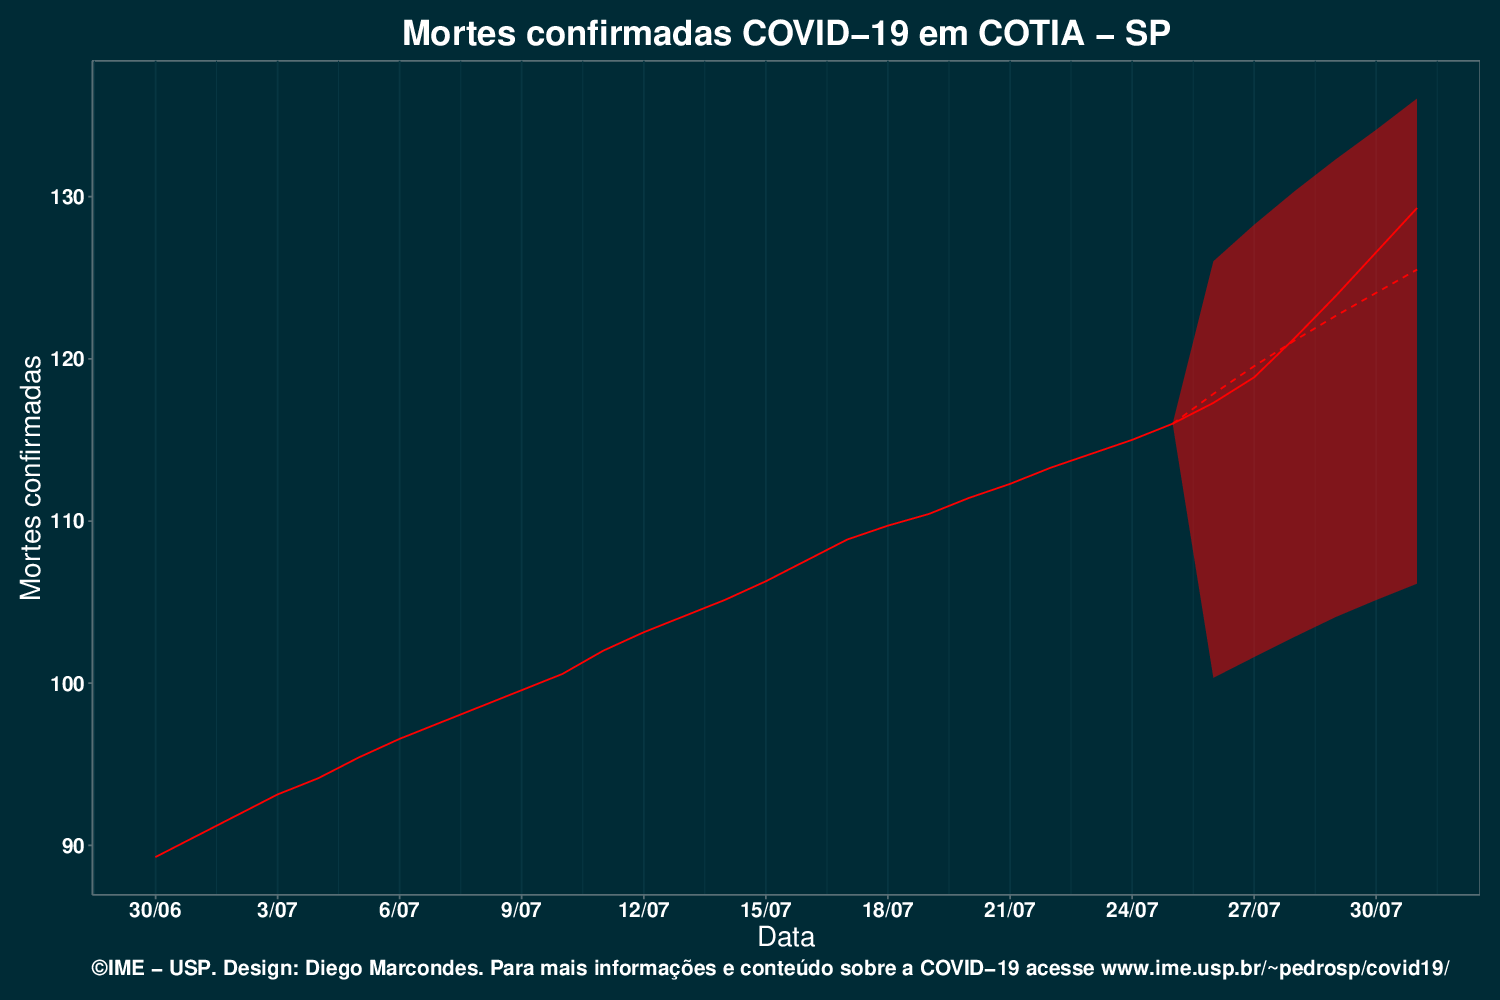 Mortes confirmadas COVID−19 em COTIA − SP
Mortes confirmadas
130
120
110
100
90
30/06 3/07 6/07 9/07 12/07 15/07 18/07 21/07 24/07 27/07 30/07
Data
©IME − USP. Design: Diego Marcondes. Para mais informações e conteúdo sobre a COVID−19 acesse www.ime.usp.br/~pedrosp/covid19/